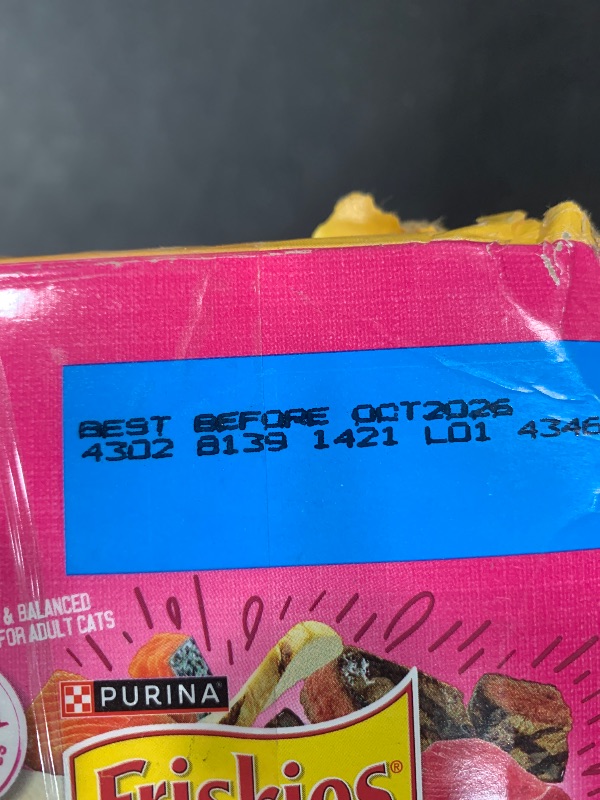 BEST BEFORE OCT2026
4302 8139 1421 L01 4346
& BALANCED
FOR ADULT CATS
PURINA
Friskies®